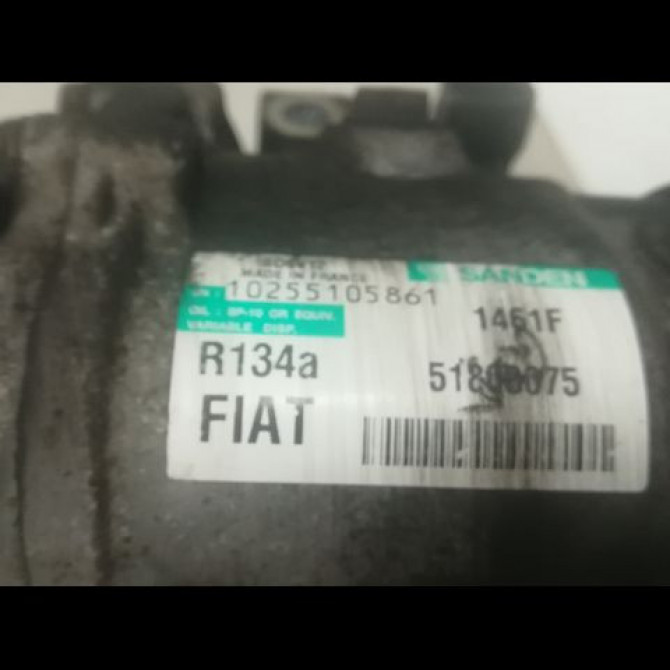 MADE IN FRANCE
SANDEN
10255105861
1461F
OIL : SP-10 OR EQUIV.
VARIABLE DISP.
R134a
FIAT